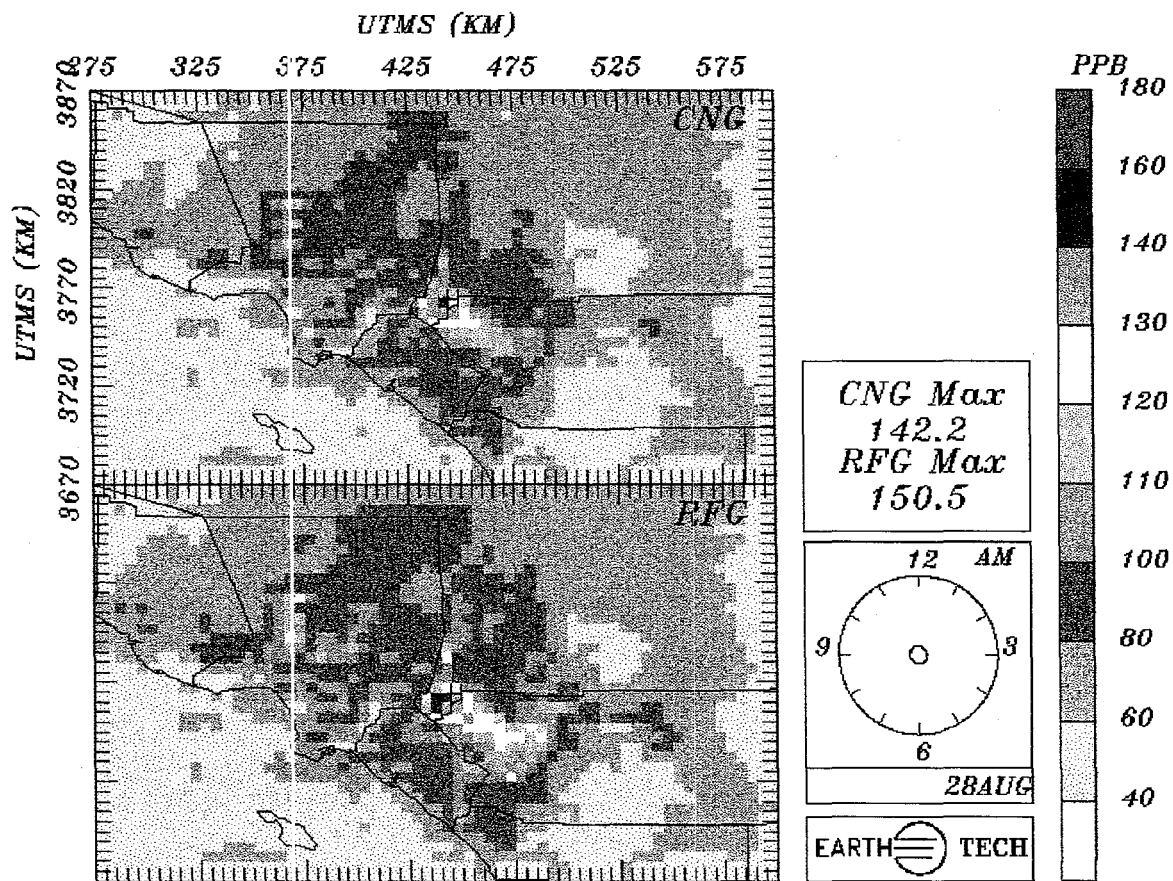 UTMS (KM)
275 325 375 425 475 525 575
PPB
3870
3820
3770
3720
3670
UTMS (KM)
CNG
RFG
180
160
140
130
120
110
100
80
60
40
CNG Max
142.2
RFG Max
150.5
12 AM
9 3
6
28AUG
EARTH TECH